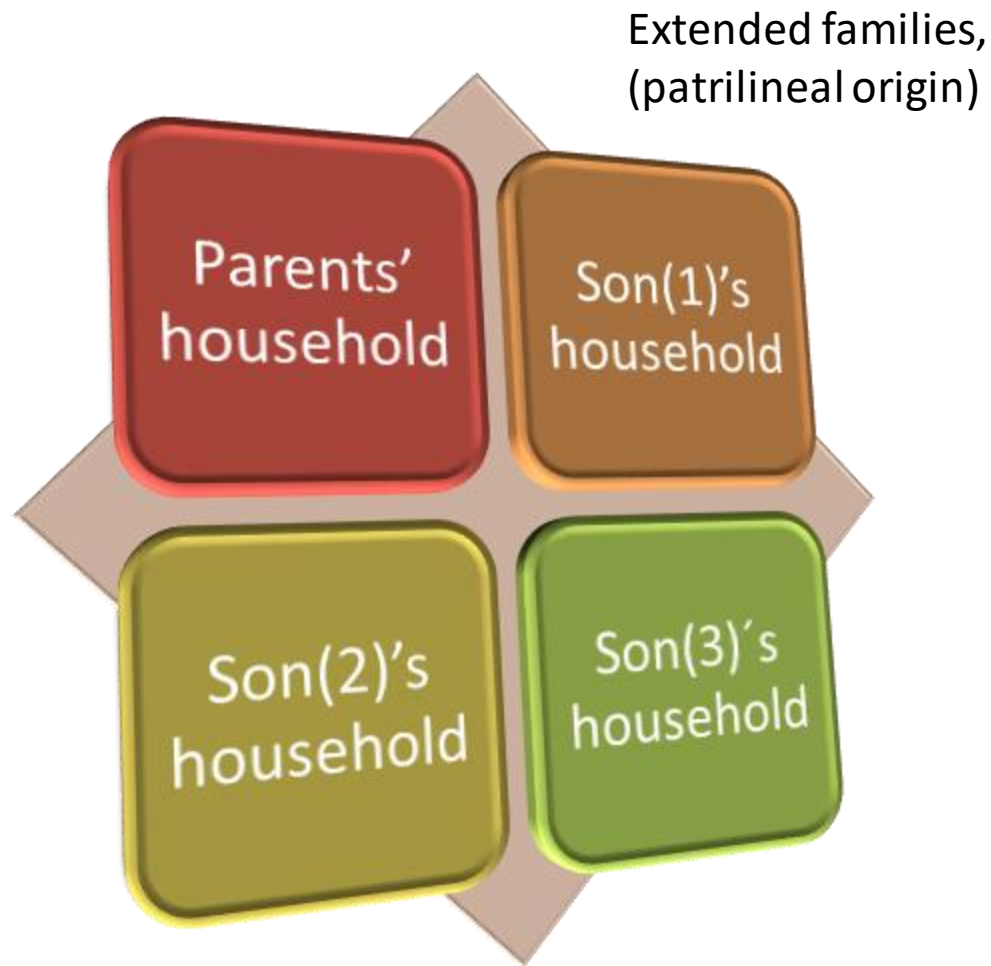 Extended families,
(patrilineal origin)
Parents’
household
Son(1)’s
household
Son(2)’s
household
Son(3)´s
household